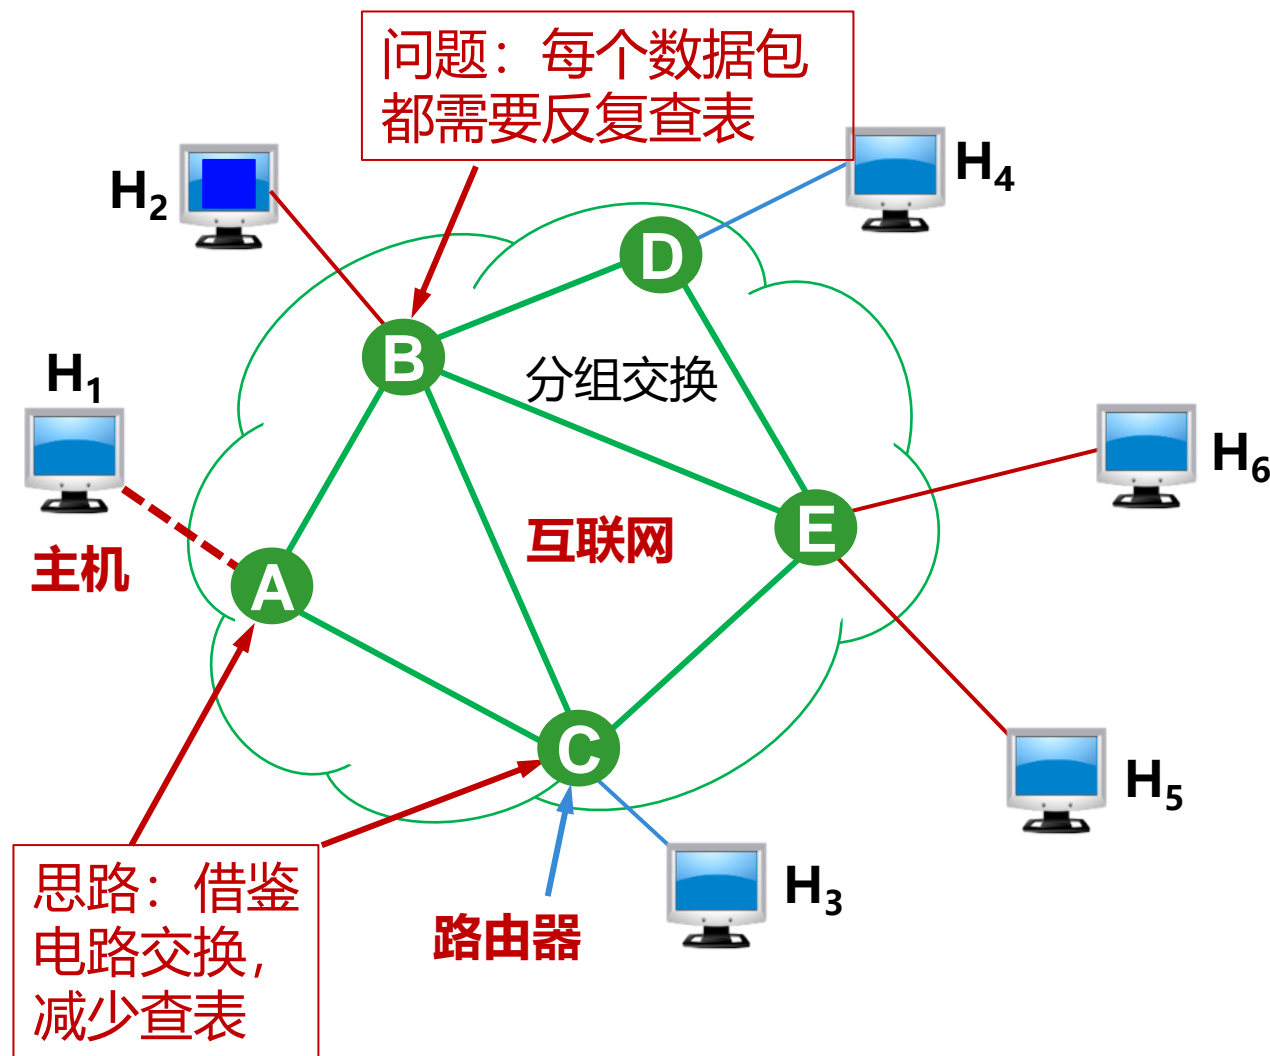 问题：每个数据包
都需要反复查表
H₂
H₄
D
B
分组交换
H₁
H₆
互联网
E
主机
A
C
H₅
思路：借鉴
电路交换，
减少查表
H₃
路由器